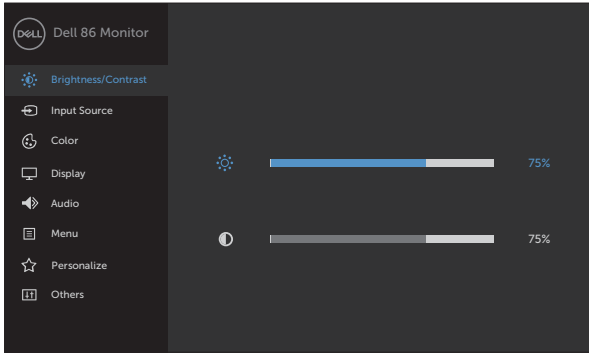 DELL
Dell 86 Monitor
Brightness/Contrast
Input Source
Color
Display
Audio
Menu
Personalize
Others
75%
75%